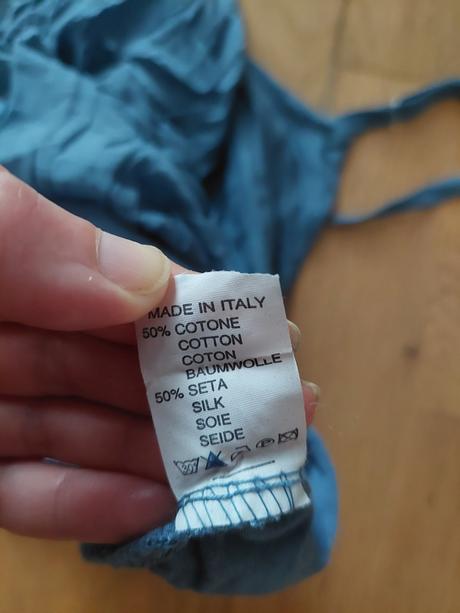 MADE IN ITALY
50% COTONE
COTTON
COTON
BAUMWOLLE
50% SETA
SILK
SOIE
SEIDE